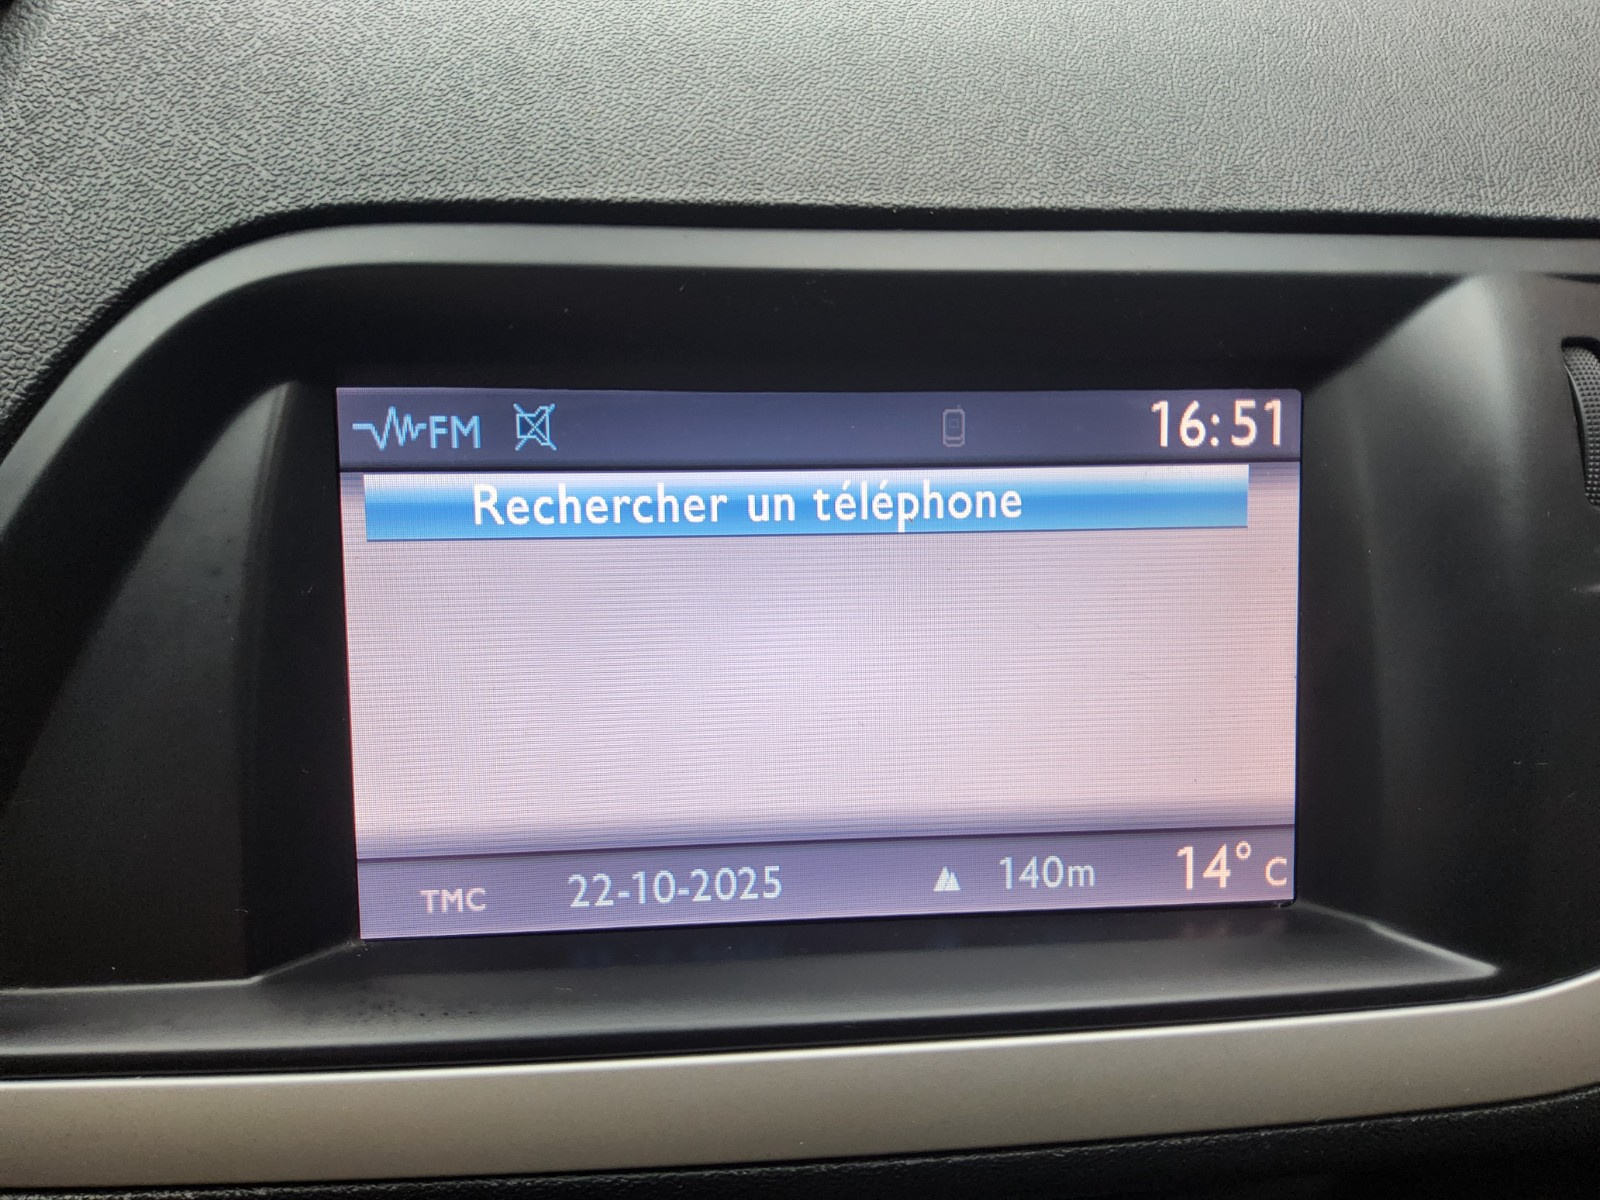 FM 16:51
Rechercher un téléphone
TMC 22-10-2025 140m 14° C